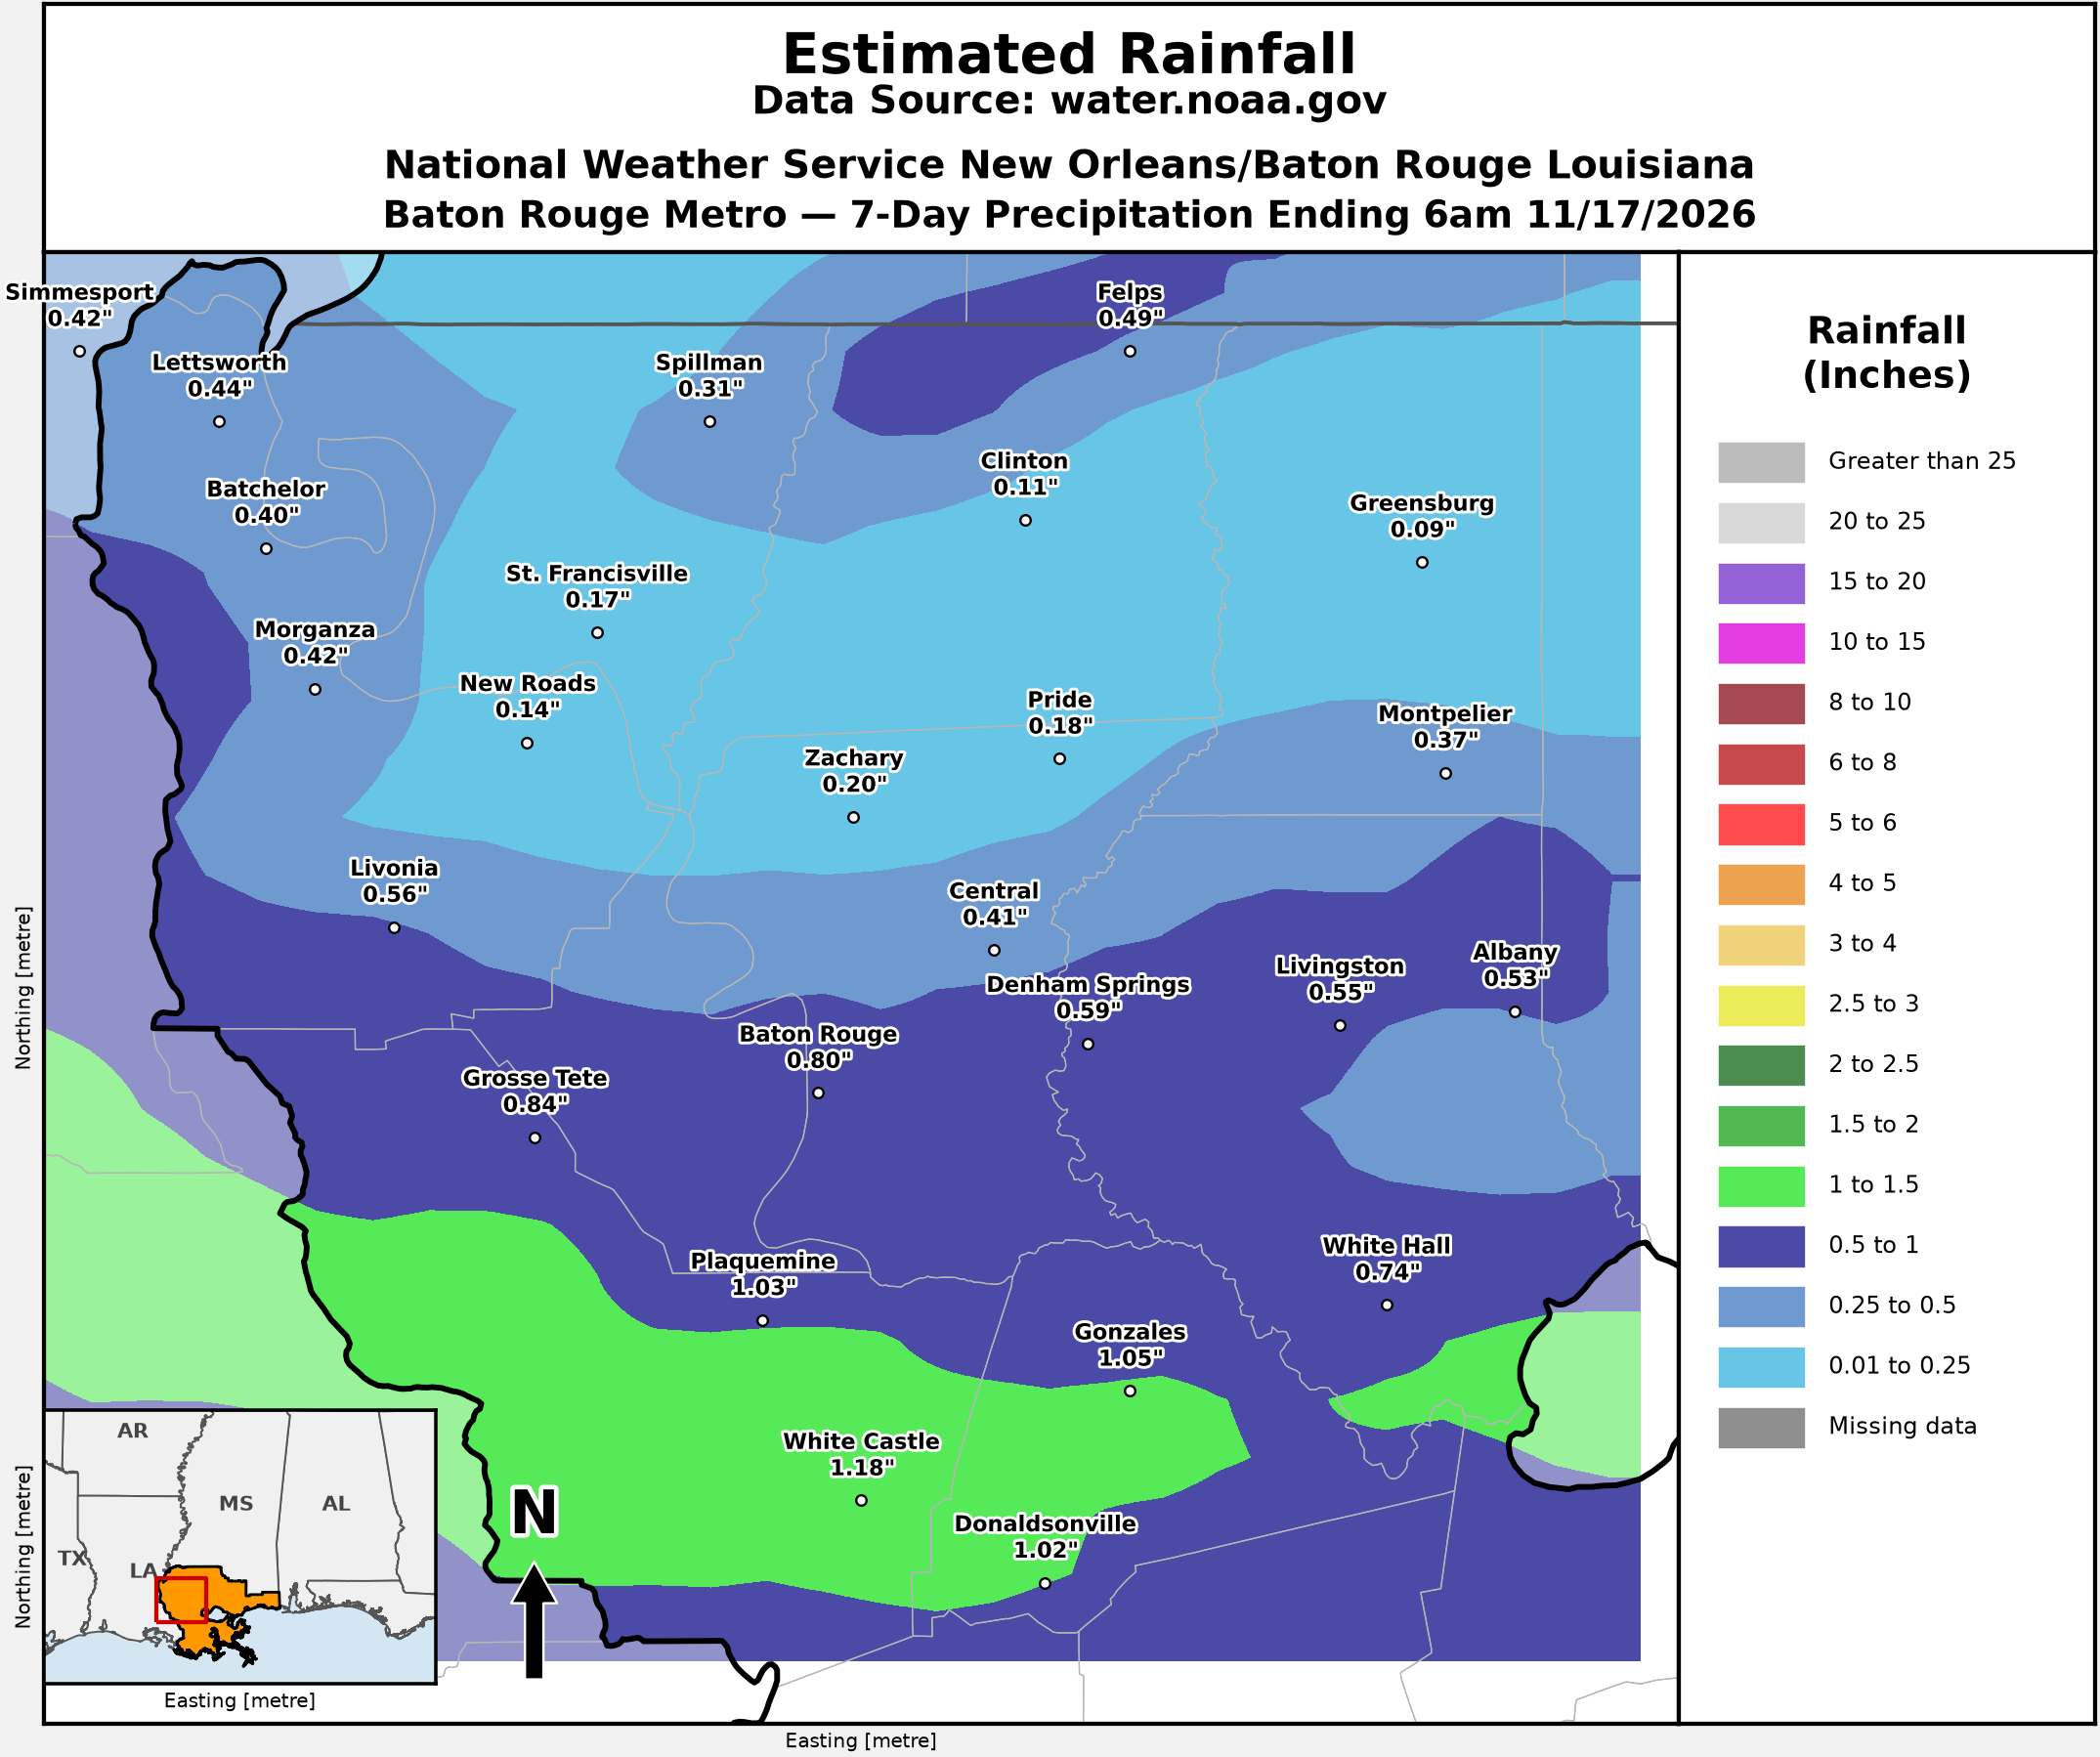 Estimated Rainfall
Data Source: water.noaa.gov
National Weather Service New Orleans/Baton Rouge Louisiana
Baton Rouge Metro — 7-Day Precipitation Ending 6am 11/17/2026
Simmesport
0.42"
Felps
0.49"
Lettsworth
0.44"
Spillman
0.31"
Clinton
0.11"
Batchelor
0.40"
Greensburg
0.09"
St. Francisville
0.17"
Morganza
0.42"
New Roads
0.14"
Pride
0.18"
Montpelier
0.37"
Zachary
0.20"
Livonia
0.56"
Central
0.41"
Albany
0.53"
Livingston
0.55"
Denham Springs
0.59"
Baton Rouge
0.80"
Grosse Tete
0.84"
White Hall
0.74"
Plaquemine
1.03"
Gonzales
1.05"
White Castle
1.18"
Donaldsonville
1.02"
N
AR
MS
AL
TX
LA
Northing [metre]
Northing [metre]
Easting [metre]
Easting [metre]
Rainfall
(Inches)
Greater than 25
20 to 25
15 to 20
10 to 15
8 to 10
6 to 8
5 to 6
4 to 5
3 to 4
2.5 to 3
2 to 2.5
1.5 to 2
1 to 1.5
0.5 to 1
0.25 to 0.5
0.01 to 0.25
Missing data